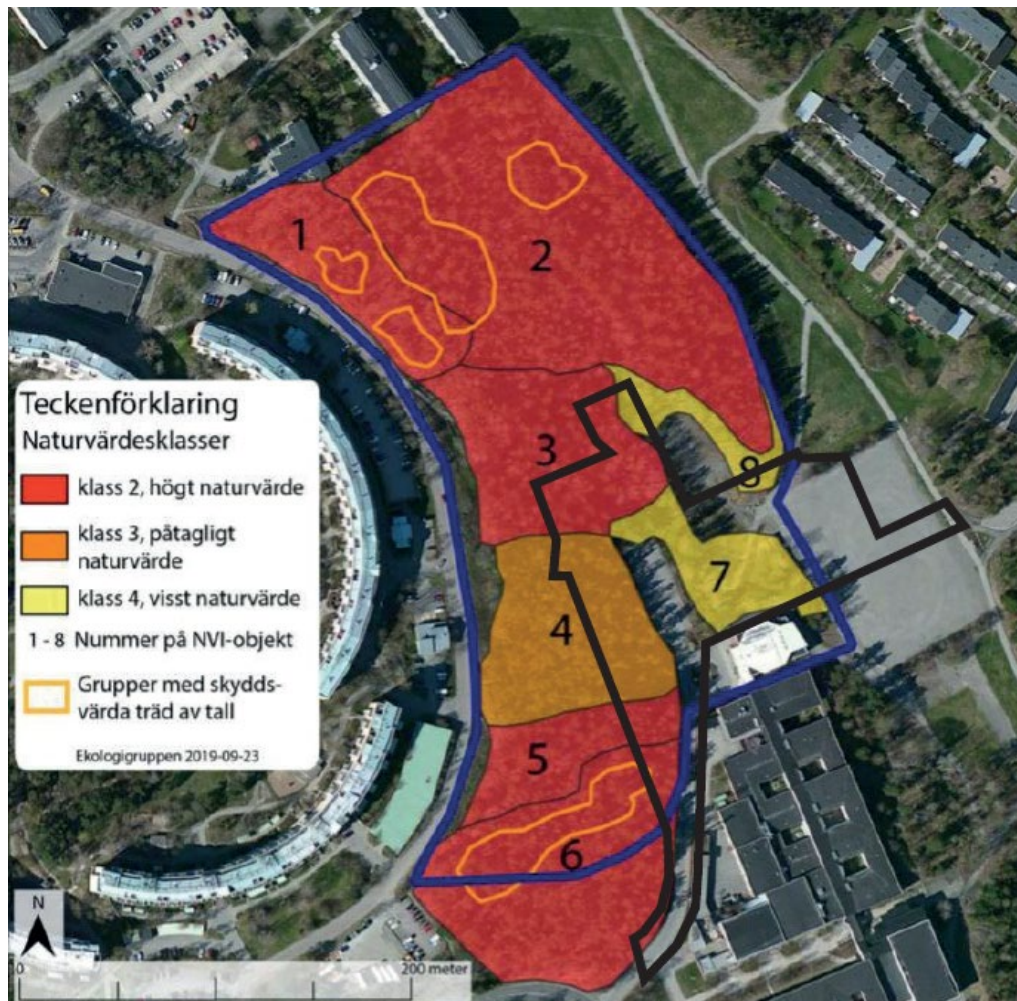 1
2
3
8
7
4
5
6
Teckenförklaring
Naturvärdesklasser
klass 2, högt naturvärde
klass 3, påtagligt
naturvärde
klass 4, visst naturvärde
1 - 8 Nummer på NVI-objekt
Grupper med skydds-
värda träd av tall
Ekologigruppen 2019-09-23
N
0 200 meter